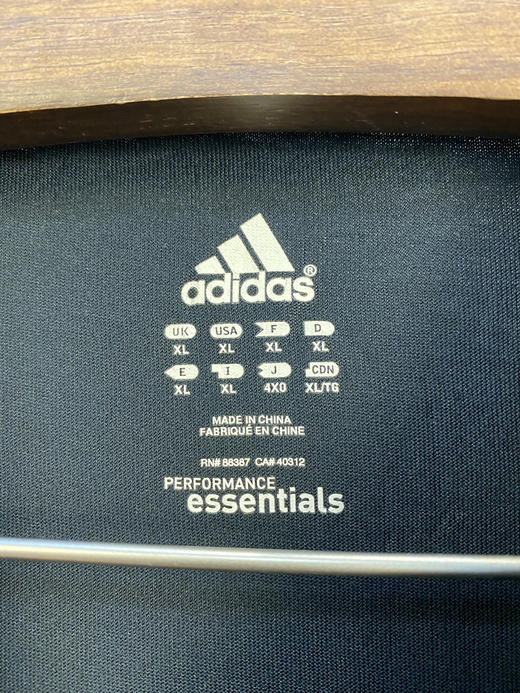 adidas®
UK USA F D
XL XL XL XL
E I J CDN
XL XL 4XO XL/TG
MADE IN CHINA
FABRIQUÉ EN CHINE
RN# 88387 CA# 40312
PERFORMANCE
essentials